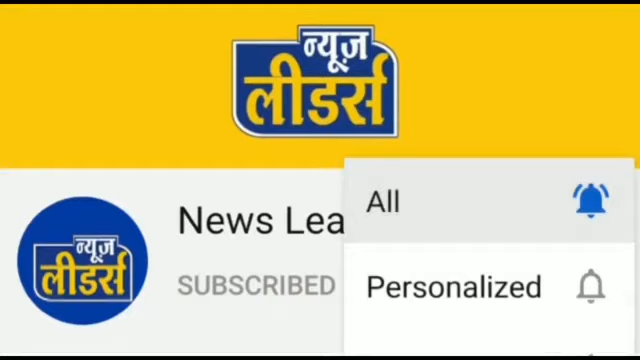 न्यूज़
लीडर्स
न्यूज़
लीडर्स
News Lea
SUBSCRIBED
All
Personalized